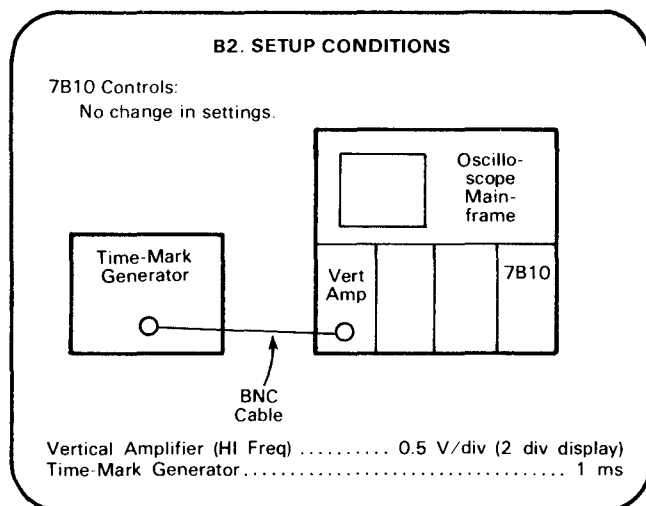 B2. SETUP CONDITIONS
7B10 Controls:
No change in settings.
Oscillo-
scope
Main-
frame
Time-Mark
Generator
Vert
Amp
7B10
BNC
Cable
Vertical Amplifier (HI Freq) .......... 0.5 V/div (2 div display)
Time-Mark Generator.................................. 1 ms